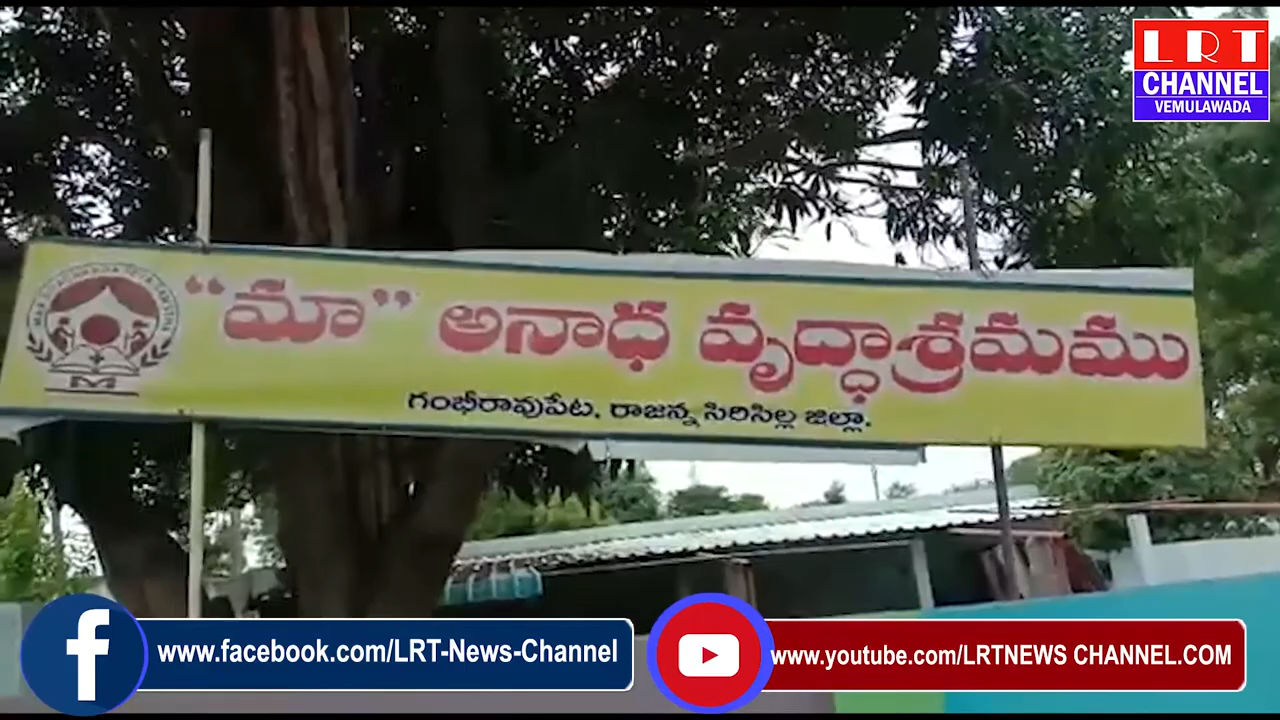 LRT
CHANNEL
VEMULAWADA
“మా” అనాధ వృద్ధాశ్రమము
గంభీరావుపేట, రాజన్న సిరిసిల్ల జిల్లా.
www.facebook.com/LRT-News-Channel
www.youtube.com/LRTNEWS CHANNEL.COM